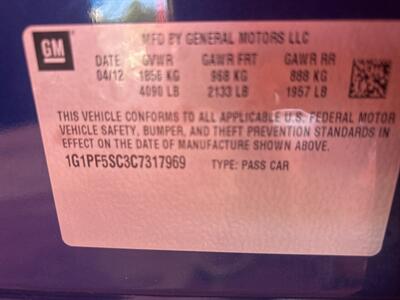 GM
MFD BY GENERAL MOTORS LLC
DATE GVWR GAWR FRT GAWR RR
04/12 1856 KG 968 KG 888 KG
4090 LB 2133 LB 1957 LB
THIS VEHICLE CONFORMS TO ALL APPLICABLE U.S. FEDERAL MOTOR
VEHICLE SAFETY, BUMPER, AND THEFT PREVENTION STANDARDS IN
EFFECT ON THE DATE OF MANUFACTURE SHOWN ABOVE.
1G1PF5SC3C7317969 TYPE: PASS CAR